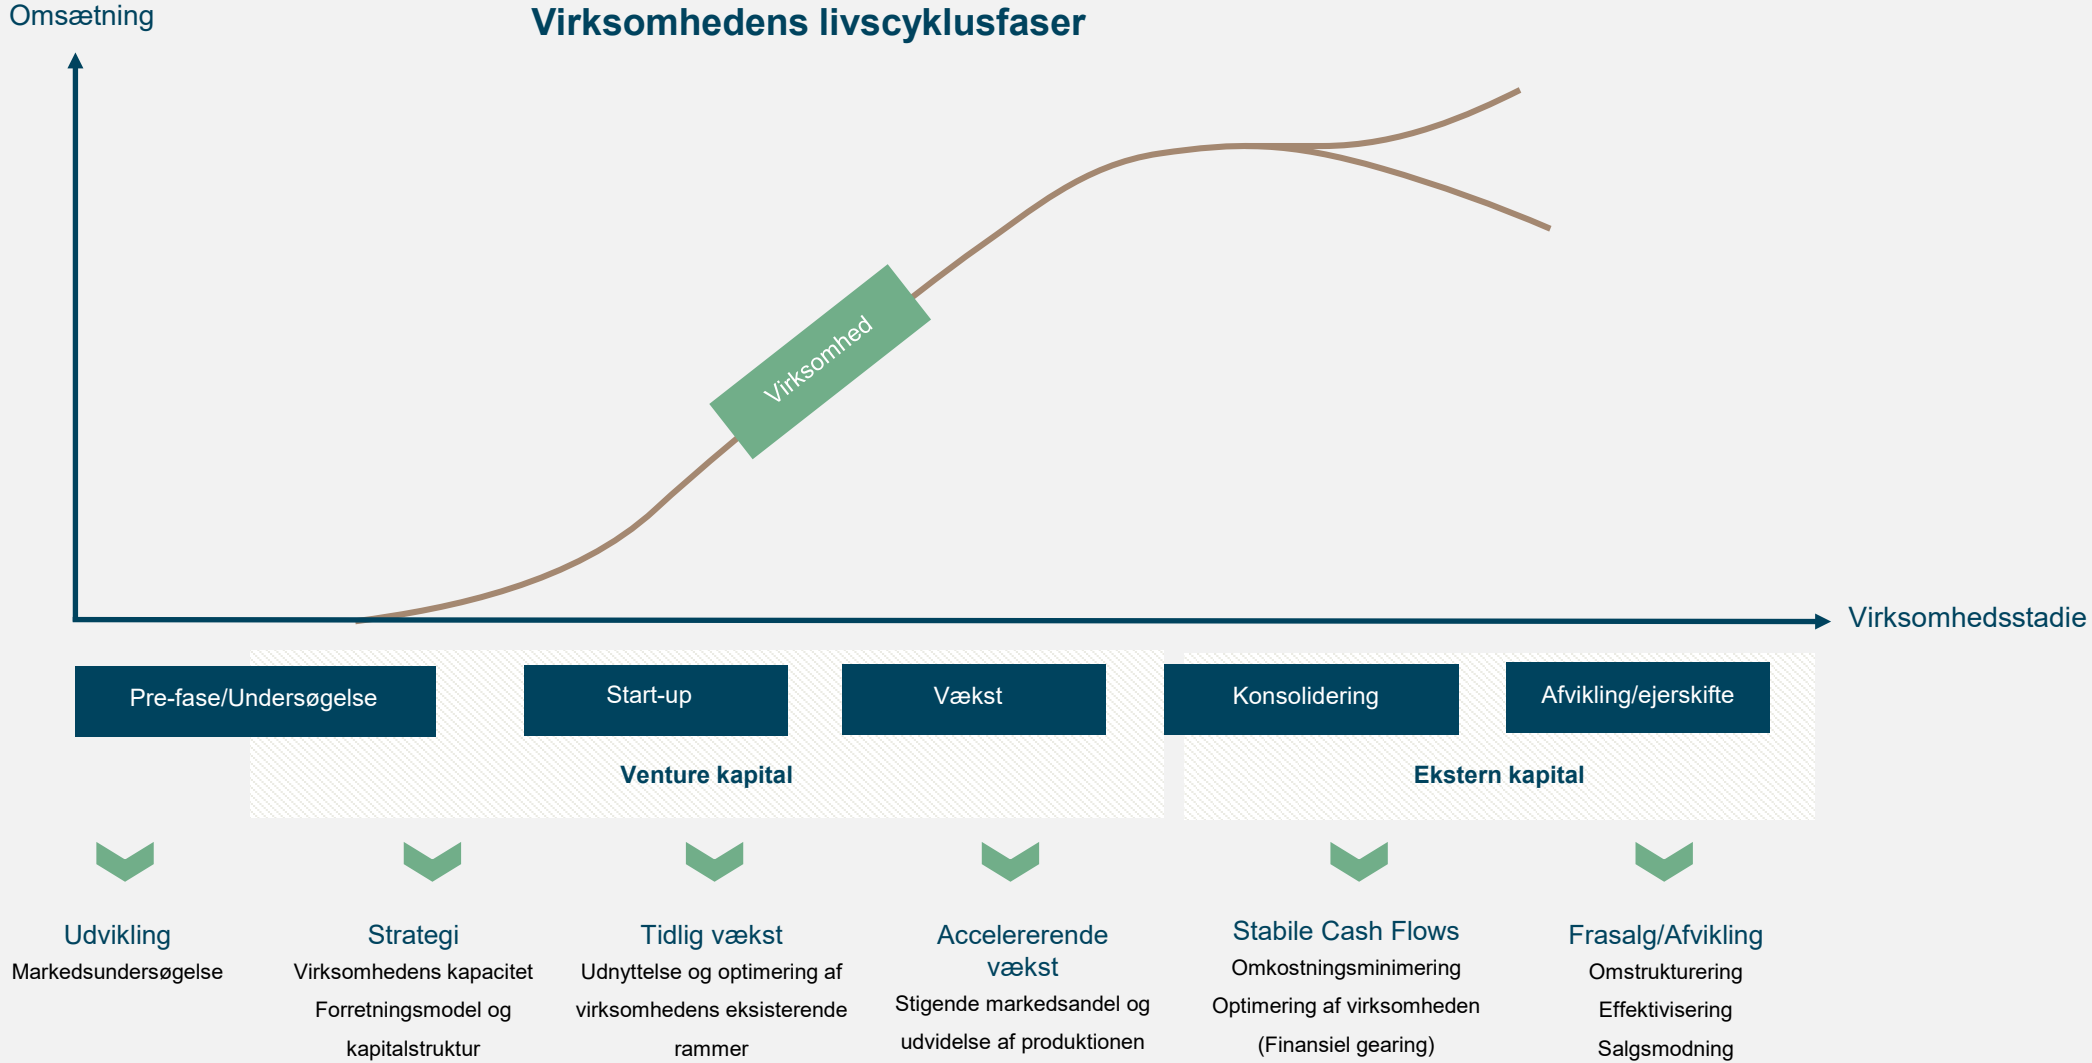 Omsætning
Virksomhedens livscyklusfaser
Virksomhed
Virksomhedsstadie
Pre-fase/Undersøgelse
Start-up
Vækst
Konsolidering
Afvikling/ejerskifte
Venture kapital
Ekstern kapital
Udvikling
Markedsundersøgelse
Strategi
Virksomhedens kapacitet
Forretningsmodel og
kapitalstruktur
Tidlig vækst
Udnyttelse og optimering af
virksomhedens eksisterende
rammer
Accelererende
vækst
Stigende markedsandel og
udvidelse af produktionen
Stabile Cash Flows
Omkostningsminimering
Optimering af virksomheden
(Finansiel gearing)
Frasalg/Afvikling
Omstrukturering
Effektivisering
Salgsmodning